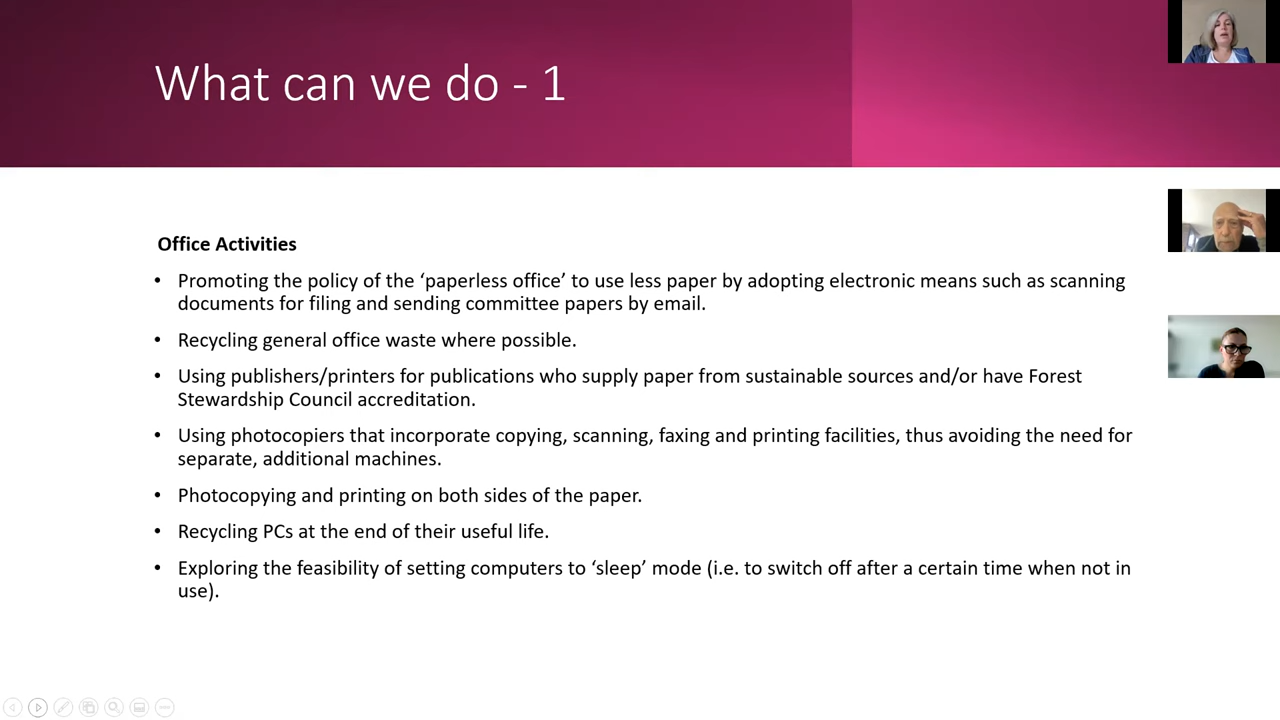 What can we do - 1
Office Activities
• Promoting the policy of the ‘paperless office’ to use less paper by adopting electronic means such as scanning
documents for filing and sending committee papers by email.
• Recycling general office waste where possible.
• Using publishers/printers for publications who supply paper from sustainable sources and/or have Forest
Stewardship Council accreditation.
• Using photocopiers that incorporate copying, scanning, faxing and printing facilities, thus avoiding the need for
separate, additional machines.
• Photocopying and printing on both sides of the paper.
• Recycling PCs at the end of their useful life.
• Exploring the feasibility of setting computers to ‘sleep’ mode (i.e. to switch off after a certain time when not in
use).